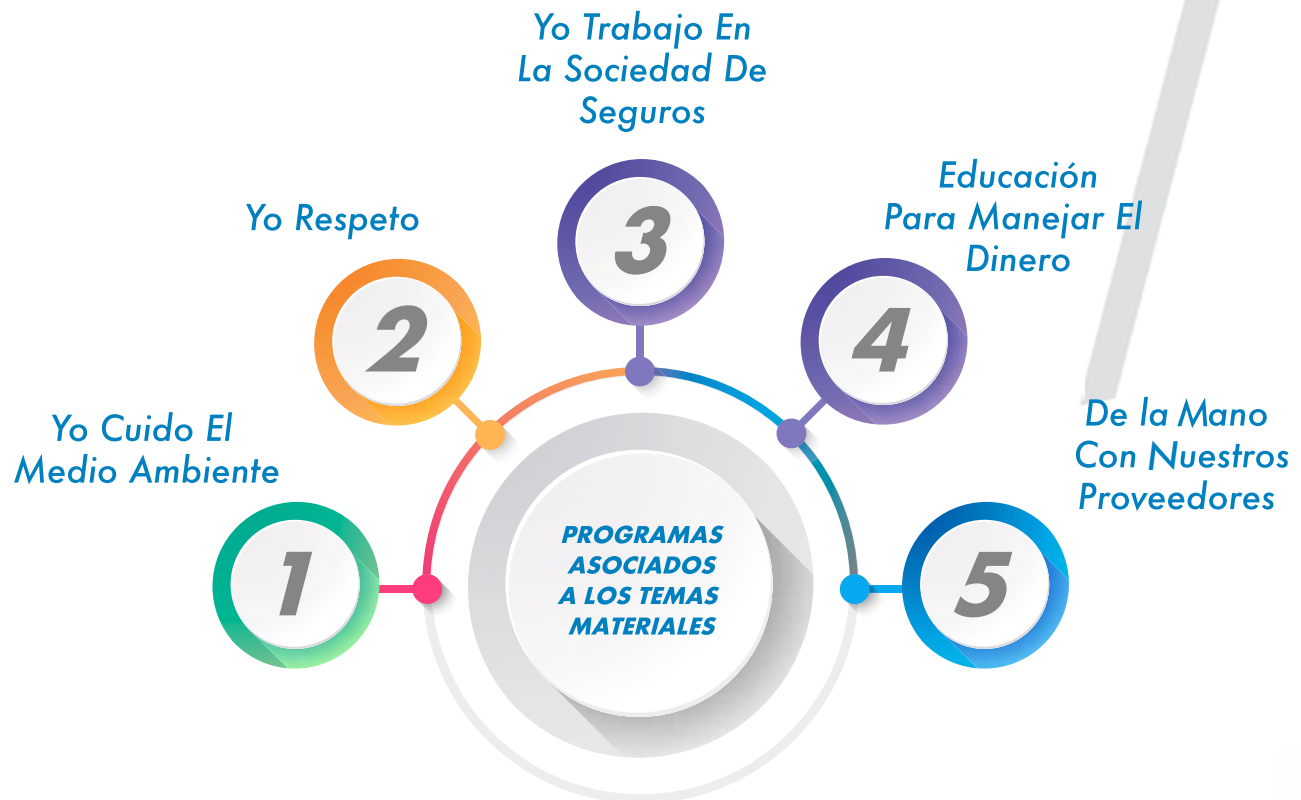 Yo Trabajo En
La Sociedad De
Seguros
Educación
Para Manejar El
Dinero
Yo Respeto
3
2
4
Yo Cuido El
Medio Ambiente
De la Mano
Con Nuestros
Proveedores
PROGRAMAS
ASOCIADOS
A LOS TEMAS
MATERIALES
1
5